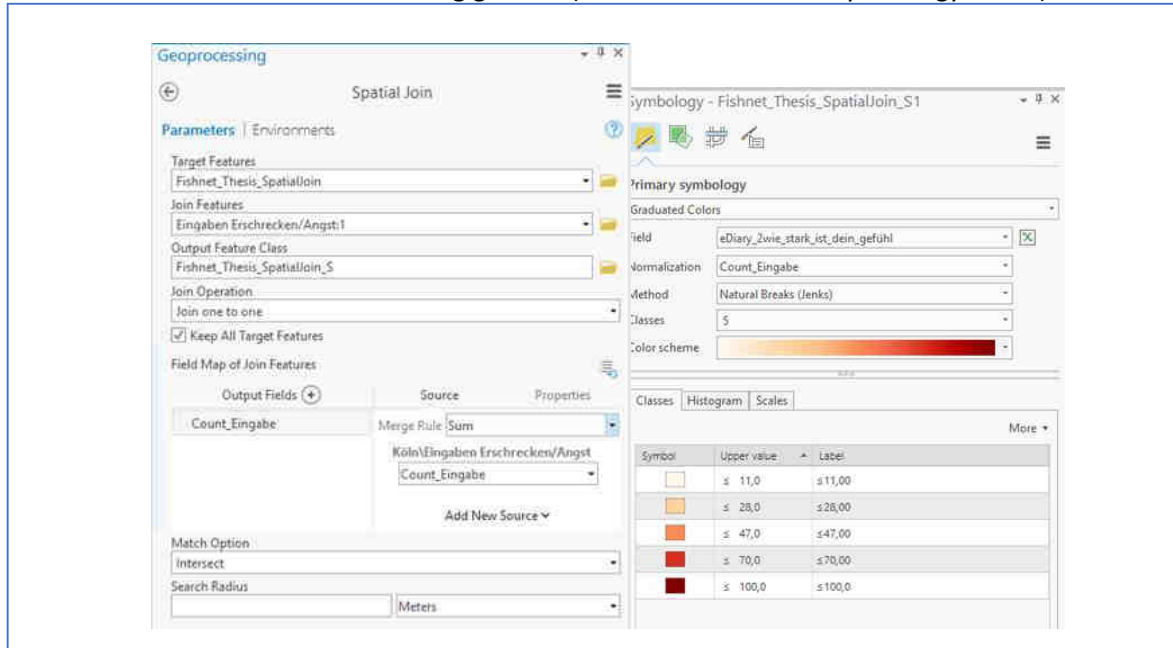 Geoprocessing
Spatial Join
Parameters | Environments
Target Features
Fishnet_Thesis_SpatialJoin
Join Features
Eingaben Erschrecken/Angst:1
Output Feature Class
Fishnet_Thesis_SpatialJoin_S
Join Operation
Join one to one
Keep All Target Features
Field Map of Join Features
Output Fields
Source
Properties
Count_Eingabe
Merge Rule Sum
Köln\Eingaben Erschrecken/Angst
Count_Eingabe
Add New Source
Match Option
Intersect
Search Radius
Meters
Symbology - Fishnet_Thesis_SpatialJoin_S1
Primary symbology
Graduated Colors
Field eDiary_2wie_stark_ist_dein_gefühl
Normalization Count_Eingabe
Method Natural Breaks (Jenks)
Classes 5
Color scheme
Classes Histogram Scales
More
Symbol Upper value Label
≤ 11,0 ≤11,00
≤ 28,0 ≤28,00
≤ 47,0 ≤47,00
≤ 70,0 ≤70,00
≤ 100,0 ≤100,0